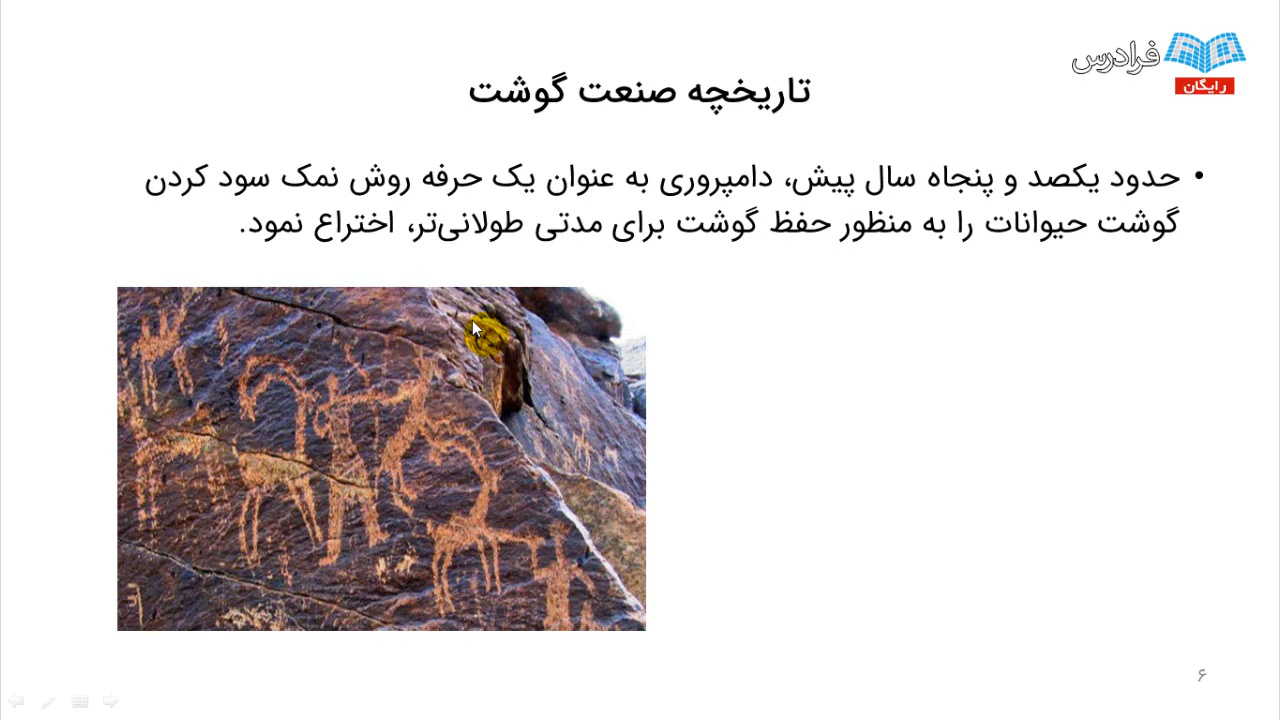 فرادرس
رایگان
تاریخچه صنعت گوشت
• حدود یکصد و پنجاه سال پیش، دامپروری به عنوان یک حرفه روش نمک سود کردن
گوشت حیوانات را به منظور حفظ گوشت برای مدتی طولانی‌تر، اختراع نمود.
۶